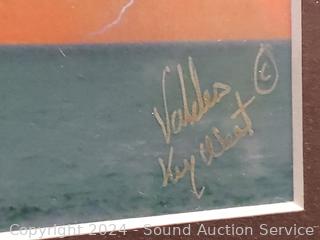 Valdes ©
Key West
Copyright 2024 - Sound Auction Service